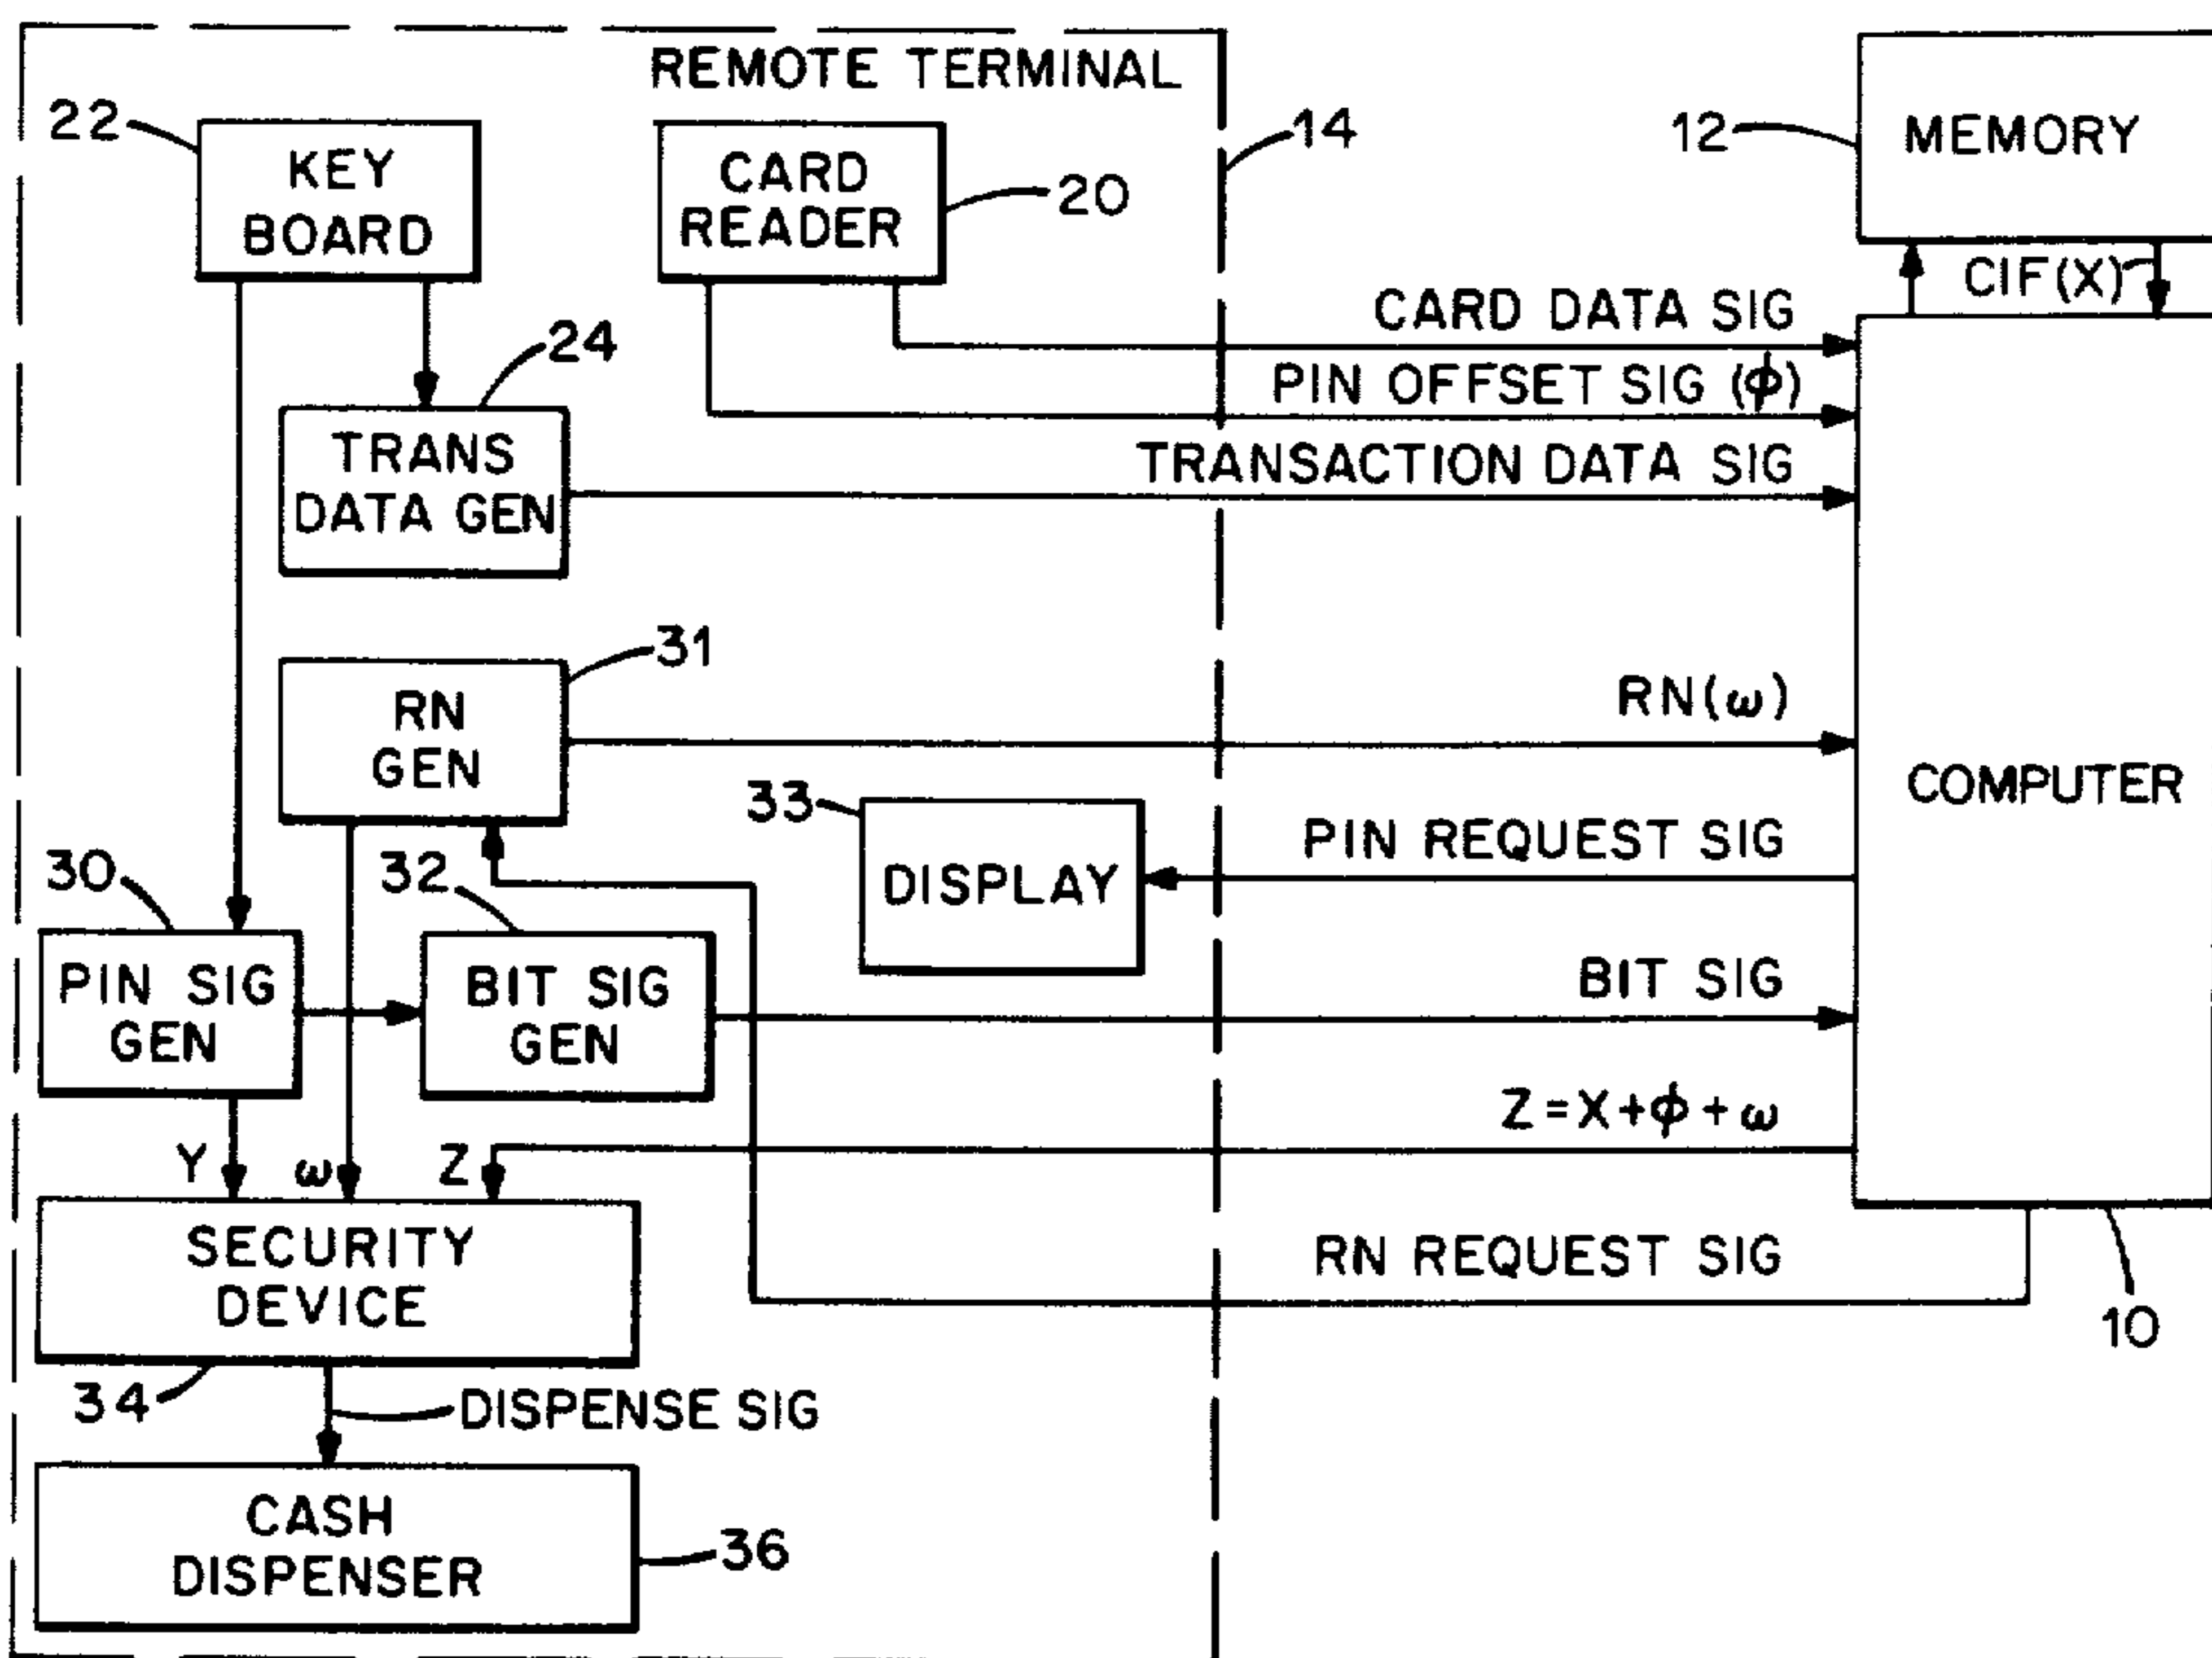 REMOTE TERMINAL
22
KEY
BOARD
CARD
READER
20
14
12
MEMORY
CIF(X)
CARD DATA SIG
24
PIN OFFSET SIG (ϕ)
TRANS
DATA GEN
TRANSACTION DATA SIG
31
RN
GEN
RN(ω)
COMPUTER
33
DISPLAY
PIN REQUEST SIG
30
32
PIN SIG
GEN
BIT SIG
GEN
BIT SIG
Z=X+ϕ+ω
Y
ω
Z
SECURITY
DEVICE
RN REQUEST SIG
10
34
DISPENSE SIG
CASH
DISPENSER
36